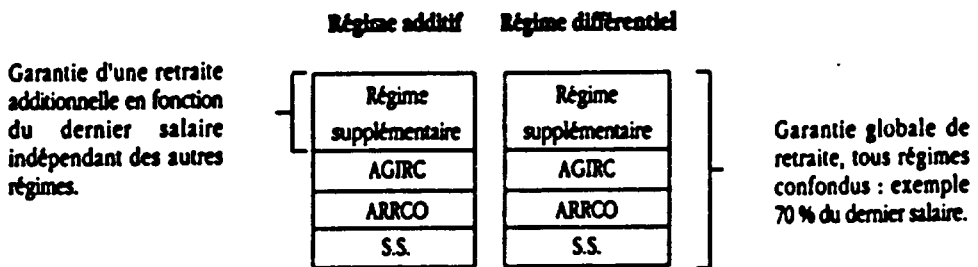 Régime additif
Régime différentiel
Garantie d'une retraite
additionnelle en fonction
du dernier salaire
indépendant des autres
régimes.
Régime
supplémentaire
AGIRC
ARRCO
S.S.
Régime
supplémentaire
AGIRC
ARRCO
S.S.
Garantie globale de
retraite, tous régimes
confondus : exemple
70 % du dernier salaire.